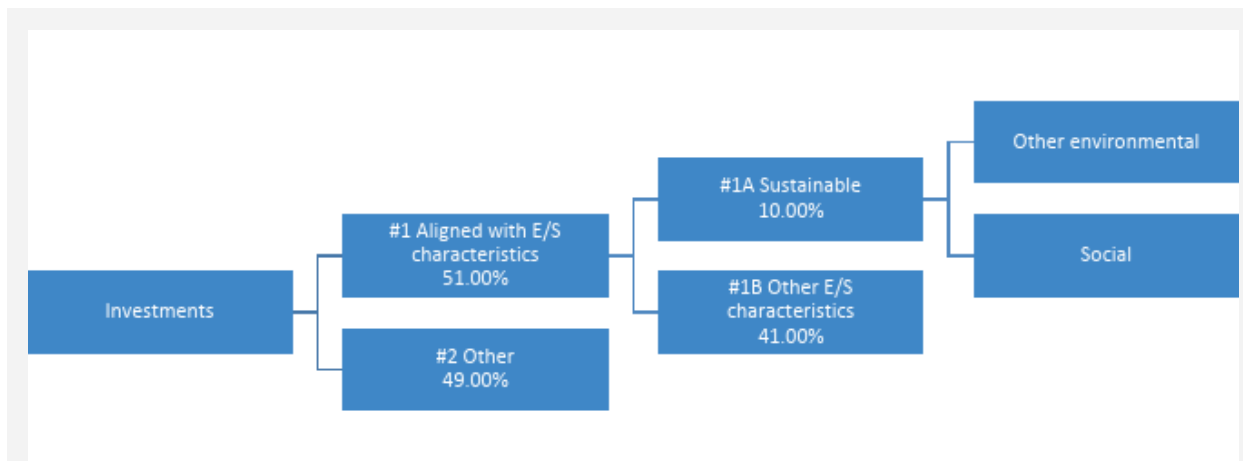 Investments
#1 Aligned with E/S
characteristics
51.00%
#2 Other
49.00%
#1A Sustainable
10.00%
#1B Other E/S
characteristics
41.00%
Other environmental
Social